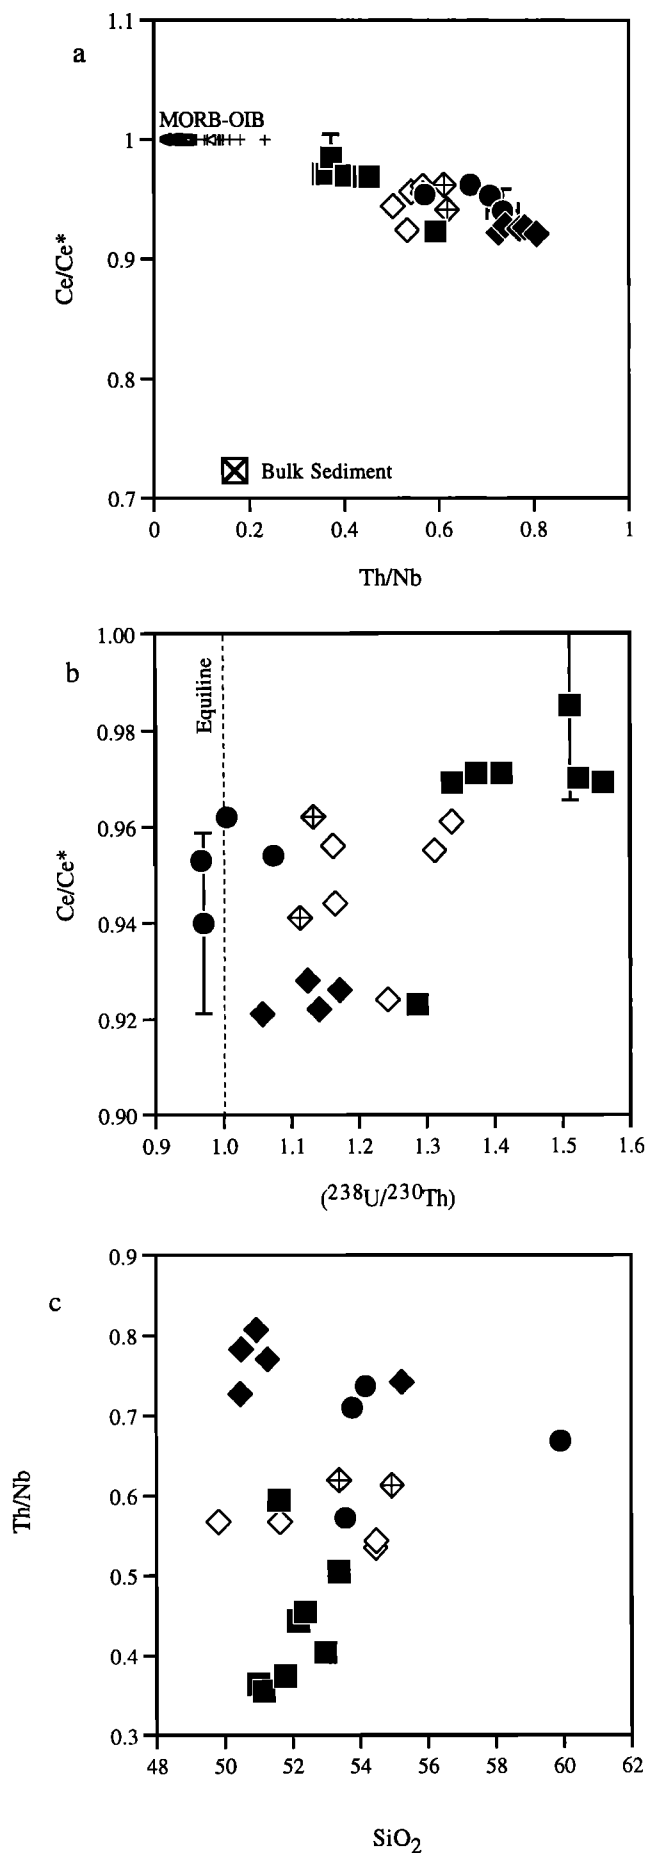 a
1.1
1
0.9
0.8
0.7
Ce/Ce*
MORB-OIB
Bulk Sediment
0 0.2 0.4 0.6 0.8 1
Th/Nb
b
1.00
0.98
0.96
0.94
0.92
0.90
Ce/Ce*
Equiline
0.9 1.0 1.1 1.2 1.3 1.4 1.5 1.6
(²³⁸U/²³⁰Th)
c
0.9
0.8
0.7
0.6
0.5
0.4
0.3
Th/Nb
48 50 52 54 56 58 60 62
SiO₂